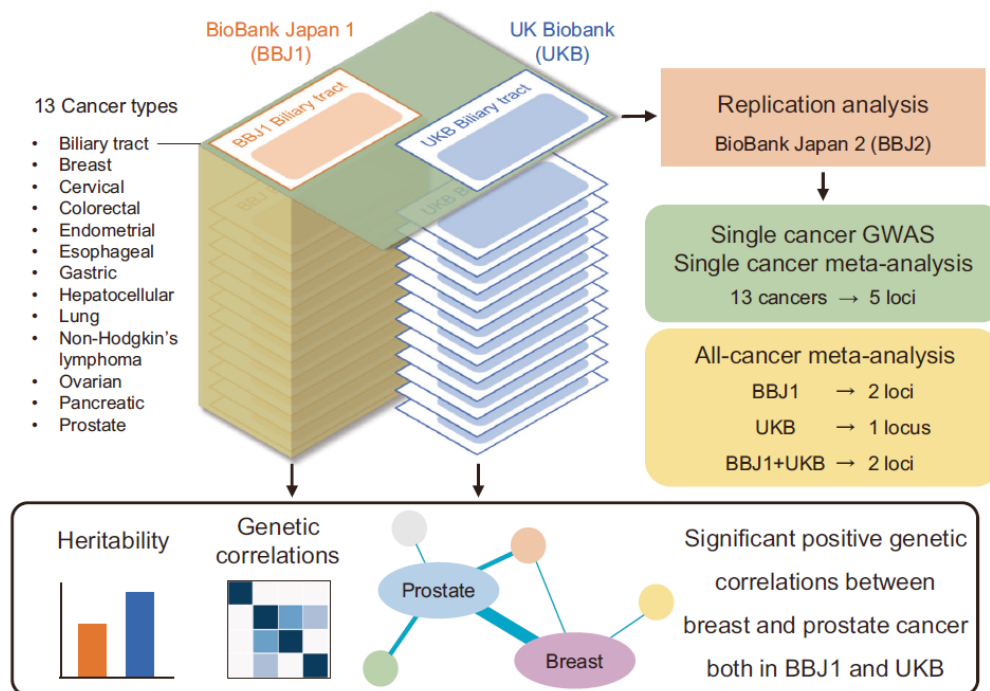 BioBank Japan 1
(BBJ1)
UK Biobank
(UKB)
13 Cancer types
• Biliary tract
• Breast
• Cervical
• Colorectal
• Endometrial
• Esophageal
• Gastric
• Hepatocellular
• Lung
• Non-Hodgkin's
lymphoma
• Ovarian
• Pancreatic
• Prostate
BBJ1 Biliary tract
UKB Biliary tract
Replication analysis
BioBank Japan 2 (BBJ2)
Single cancer GWAS
Single cancer meta-analysis
13 cancers → 5 loci
All-cancer meta-analysis
BBJ1 → 2 loci
UKB → 1 locus
BBJ1+UKB → 2 loci
Heritability
Genetic
correlations
Prostate
Breast
Significant positive genetic
correlations between
breast and prostate cancer
both in BBJ1 and UKB